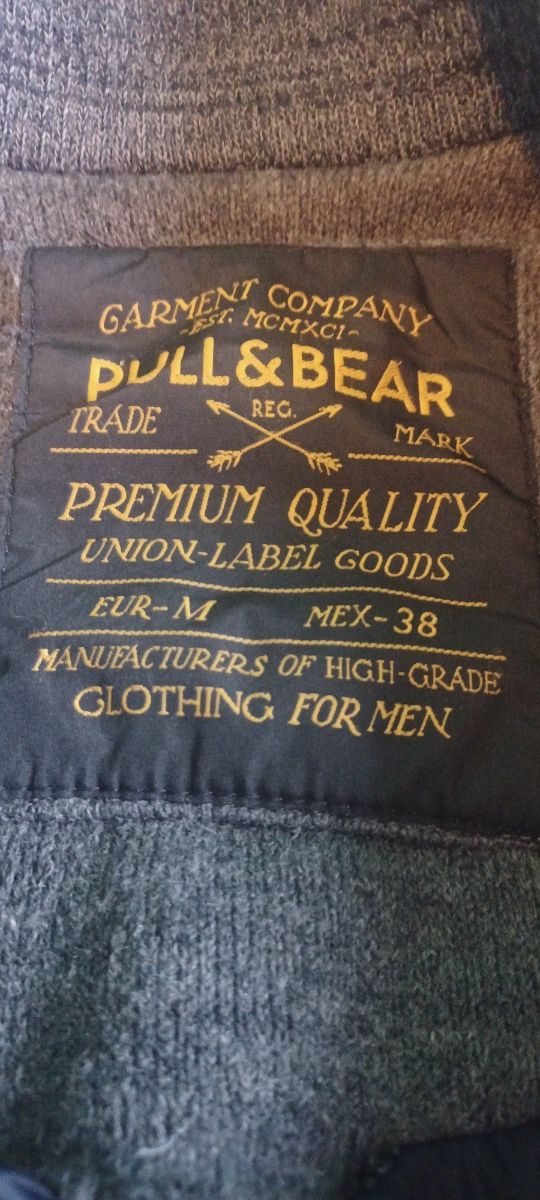 GARMENT COMPANY
-EST. MCMXCI-
PULL&BEAR
TRADE REG. MARK
PREMIUM QUALITY
UNION-LABEL GOODS
EUR-M MEX-38
MANUFACTURERS OF HIGH-GRADE
CLOTHING FOR MEN